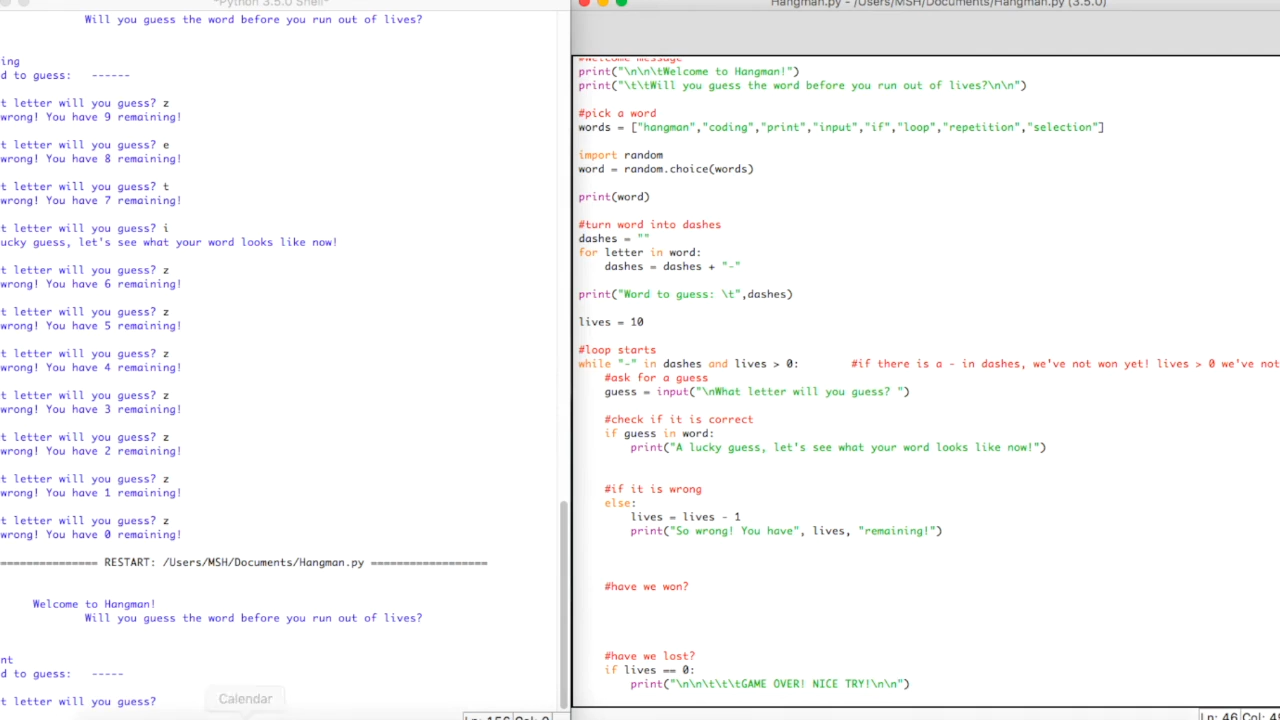 *Python 3.5.0 Shell*
Will you guess the word before you run out of lives?
ing
d to guess: ------
t letter will you guess? z
wrong! You have 9 remaining!
t letter will you guess? e
wrong! You have 8 remaining!
t letter will you guess? t
wrong! You have 7 remaining!
t letter will you guess? i
ucky guess, let's see what your word looks like now!
t letter will you guess? z
wrong! You have 6 remaining!
t letter will you guess? z
wrong! You have 5 remaining!
t letter will you guess? z
wrong! You have 4 remaining!
t letter will you guess? z
wrong! You have 3 remaining!
t letter will you guess? z
wrong! You have 2 remaining!
t letter will you guess? z
wrong! You have 1 remaining!
t letter will you guess? z
wrong! You have 0 remaining!
=============== RESTART: /Users/MSH/Documents/Hangman.py ==================
Welcome to Hangman!
Will you guess the word before you run out of lives?
nt
d to guess: -----
t letter will you guess?
Calendar
Ln: 156 Col: 0
Hangman.py - /Users/MSH/Documents/Hangman.py (3.5.0)
#welcome message
print("\n\n\tWelcome to Hangman!")
print("\t\tWill you guess the word before you run out of lives?\n\n")
#pick a word
words = ["hangman","coding","print","input","if","loop","repetition","selection"]
import random
word = random.choice(words)
print(word)
#turn word into dashes
dashes = ""
for letter in word:
dashes = dashes + "-"
print("Word to guess: \t",dashes)
lives = 10
#loop starts
while "-" in dashes and lives > 0: #if there is a - in dashes, we've not won yet! lives > 0 we've not
#ask for a guess
guess = input("\nWhat letter will you guess? ")
#check if it is correct
if guess in word:
print("A lucky guess, let's see what your word looks like now!")
#if it is wrong
else:
lives = lives - 1
print("So wrong! You have", lives, "remaining!")
#have we won?
#have we lost?
if lives == 0:
print("\n\n\t\t\tGAME OVER! NICE TRY!\n\n")
Ln: 46 Col: